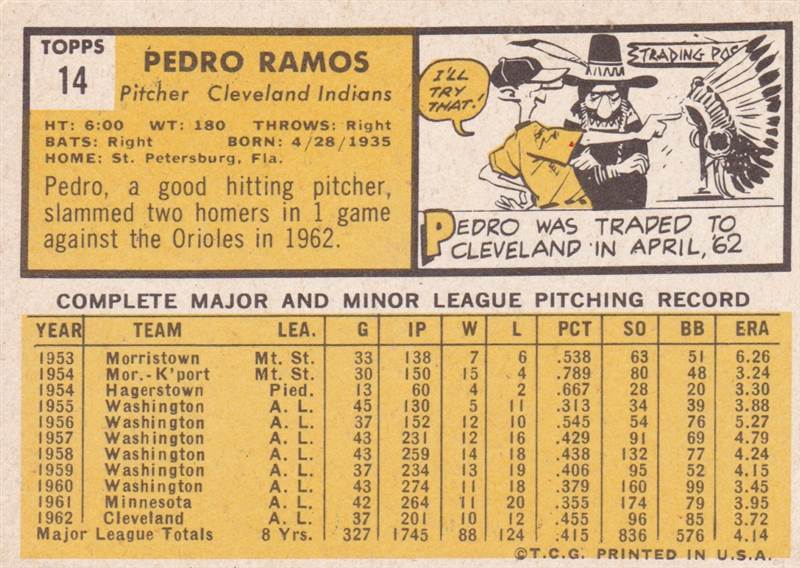 TOPPS
14
PEDRO RAMOS
Pitcher Cleveland Indians
HT: 6:00 WT: 180 THROWS: Right
BATS: Right BORN: 4/28/1935
HOME: St. Petersburg, Fla.
Pedro, a good hitting pitcher,
slammed two homers in 1 game
against the Orioles in 1962.
I'LL
TRY
THAT!
TRADING POS
PEDRO WAS TRADED TO
CLEVELAND IN APRIL, '62
COMPLETE MAJOR AND MINOR LEAGUE PITCHING RECORD
YEAR TEAM LEA. G IP W L PCT SO BB ERA
1953 Morristown Mt. St. 33 138 7 6 .538 63 51 6.26
1954 Mor.-K'port Mt. St. 30 150 15 4 .789 80 48 3.24
1954 Hagerstown Pied. 13 60 4 2 .667 28 20 3.30
1955 Washington A. L. 45 130 5 11 .313 34 39 3.88
1956 Washington A. L. 37 152 12 10 .545 54 76 5.27
1957 Washington A. L. 43 231 12 16 .429 91 69 4.79
1958 Washington A. L. 43 259 14 18 .438 132 77 4.24
1959 Washington A. L. 37 234 13 19 .406 95 52 4.15
1960 Washington A. L. 43 274 11 18 .379 160 99 3.45
1961 Minnesota A. L. 42 264 11 20 .355 174 79 3.95
1962 Cleveland A. L. 37 201 10 12 .455 96 85 3.72
Major League Totals 8 Yrs. 327 1745 88 124 .415 836 576 4.14
©T.C.G. PRINTED IN U.S.A.